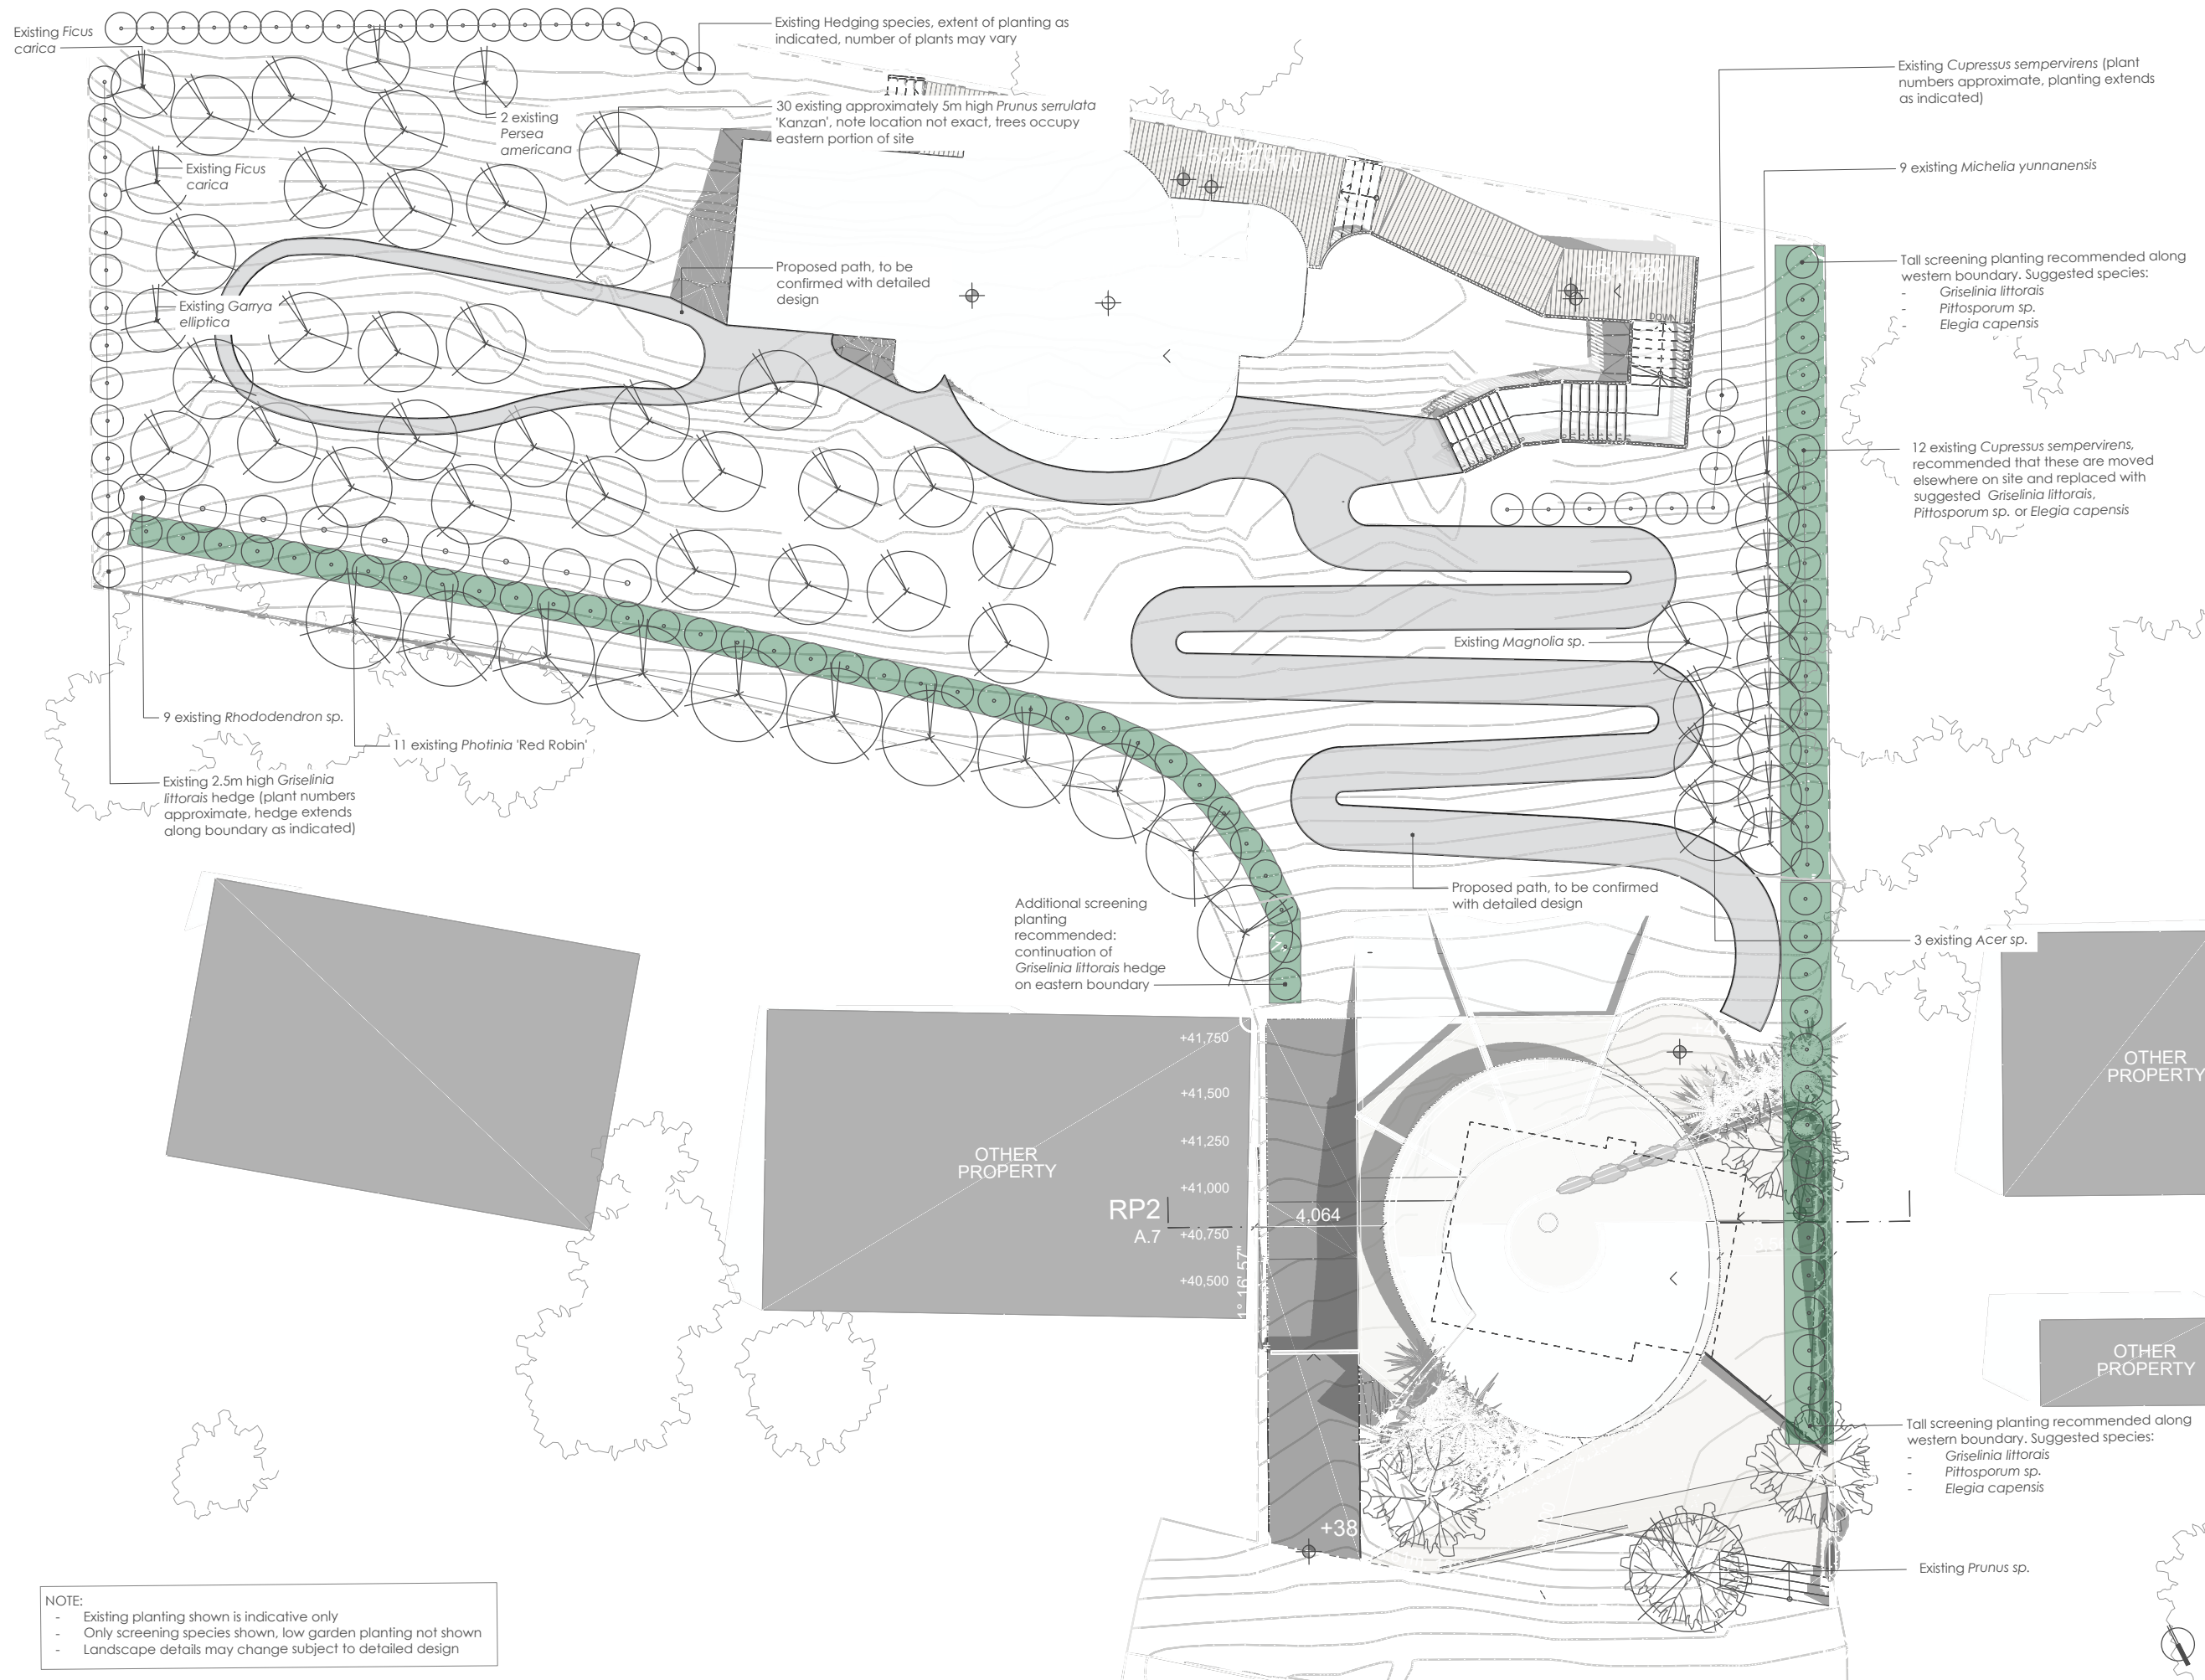 Existing Ficus
carica
Existing Hedging species, extent of planting as
indicated, number of plants may vary
Existing Cupressus sempervirens (plant
numbers approximate, planting extends
as indicated)
2 existing
Persea
americana
30 existing approximately 5m high Prunus serrulata
'Kanzan', note location not exact, trees occupy
eastern portion of site
Existing Ficus
carica
9 existing Michelia yunnanensis
Proposed path, to be
confirmed with detailed
design
Tall screening planting recommended along
western boundary. Suggested species:
- Griselinia littorais
- Pittosporum sp.
- Elegia capensis
Existing Garrya
elliptica
DOWN
12 existing Cupressus sempervirens,
recommended that these are moved
elsewhere on site and replaced with
suggested Griselinia littorais,
Pittosporum sp. or Elegia capensis
Existing Magnolia sp.
9 existing Rhododendron sp.
11 existing Photinia 'Red Robin'
Existing 2.5m high Griselinia
littorais hedge (plant numbers
approximate, hedge extends
along boundary as indicated)
Proposed path, to be confirmed
with detailed design
Additional screening
planting
recommended:
continuation of
Griselinia littorais hedge
on eastern boundary
3 existing Acer sp.
+41,750
+41,500
+41,250
+41,000
+40,750
+40,500
OTHER
PROPERTY
RP2
A.7
4,064
1° 16' 57"
OTHER
PROPERTY
OTHER
PROPERTY
Tall screening planting recommended along
western boundary. Suggested species:
- Griselinia littorais
- Pittosporum sp.
- Elegia capensis
+38
Existing Prunus sp.
NOTE:
- Existing planting shown is indicative only
- Only screening species shown, low garden planting not shown
- Landscape details may change subject to detailed design